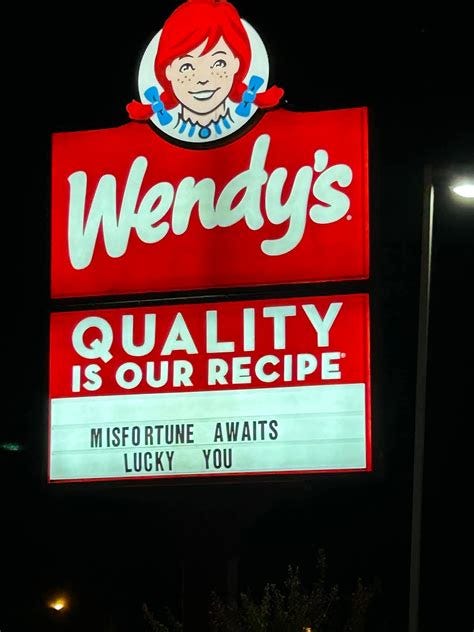 Wendy's
QUALITY
IS OUR RECIPE
MISFORTUNE AWAITS
LUCKY YOU